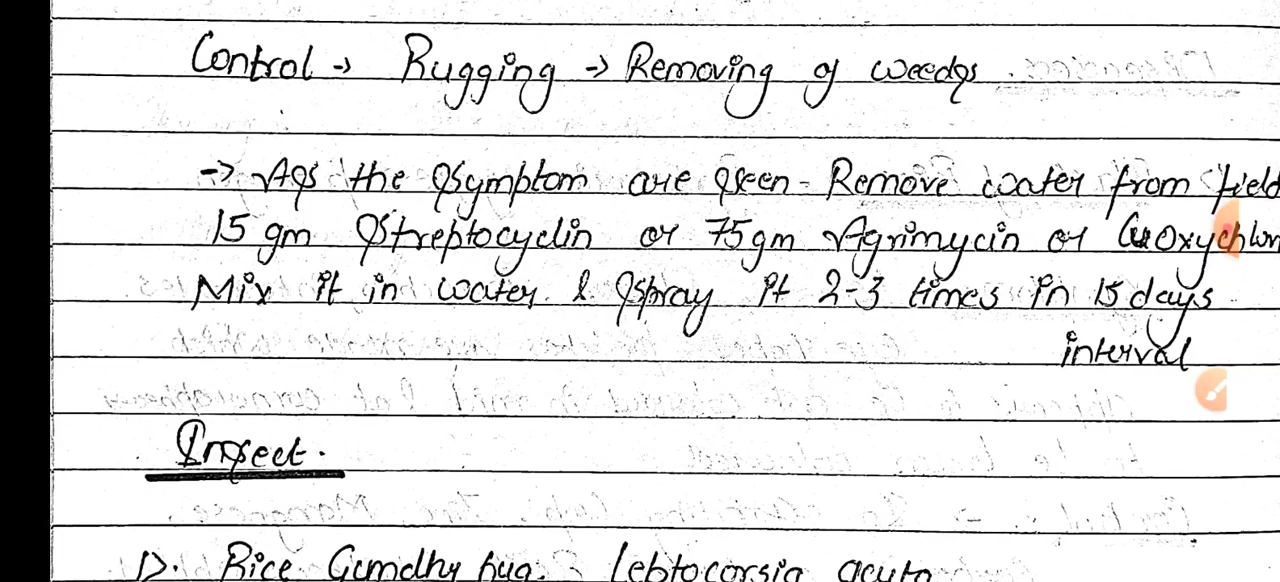 Control → Rugging → Removing of weeds.
→ As the symptom are seen - Remove water from field
15 gm Streptocyclin or 75 gm Agrimycin or CuOxychlor
Mix it in water & spray it 2-3 times in 15 days
interval
Insect.
1). Rice Gundhy bug. Leptocorsia acuta